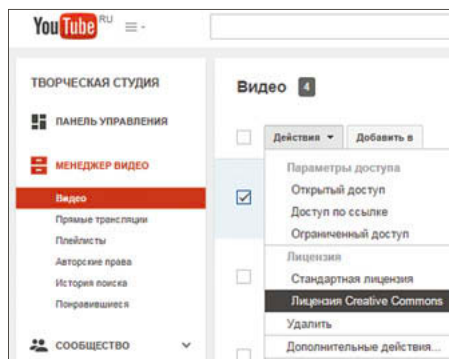 YouTube RU
ТВОРЧЕСКАЯ СТУДИЯ
ПАНЕЛЬ УПРАВЛЕНИЯ
МЕНЕДЖЕР ВИДЕО
Видео
Прямые трансляции
Плейлисты
Авторские права
История поиска
Понравившиеся
СООБЩЕСТВО
Видео 4
Действия Добавить в
Параметры доступа
Открытый доступ
Доступ по ссылке
Ограниченный доступ
Лицензия
Стандартная лицензия
Лицензия Creative Commons
Удалить
Дополнительные действия...